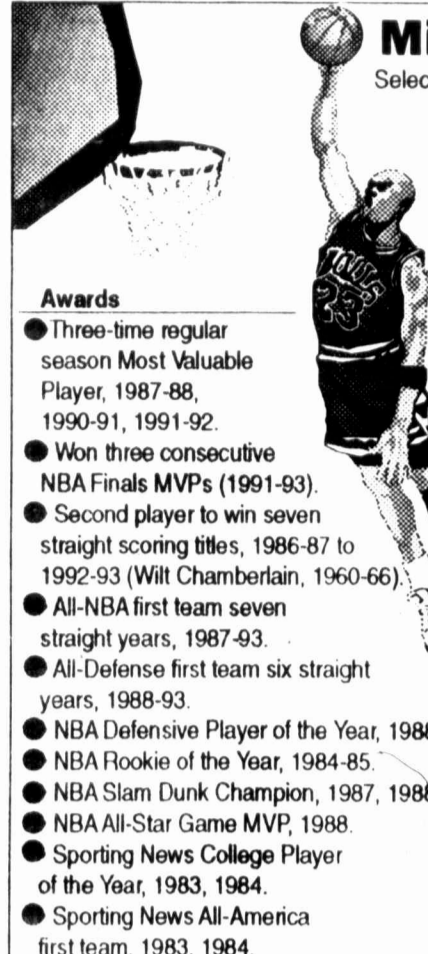 Mi
Selec
BULLS
23
Awards
● Three-time regular
season Most Valuable
Player, 1987-88,
1990-91, 1991-92.
● Won three consecutive
NBA Finals MVPs (1991-93).
● Second player to win seven
straight scoring titles, 1986-87 to
1992-93 (Wilt Chamberlain, 1960-66).
● All-NBA first team seven
straight years, 1987-93.
● All-Defense first team six straight
years, 1988-93.
● NBA Defensive Player of the Year, 1988
● NBA Rookie of the Year, 1984-85.
● NBA Slam Dunk Champion, 1987, 1988
● NBA All-Star Game MVP, 1988.
● Sporting News College Player
of the Year, 1983, 1984.
● Sporting News All-America
first team, 1983, 1984.